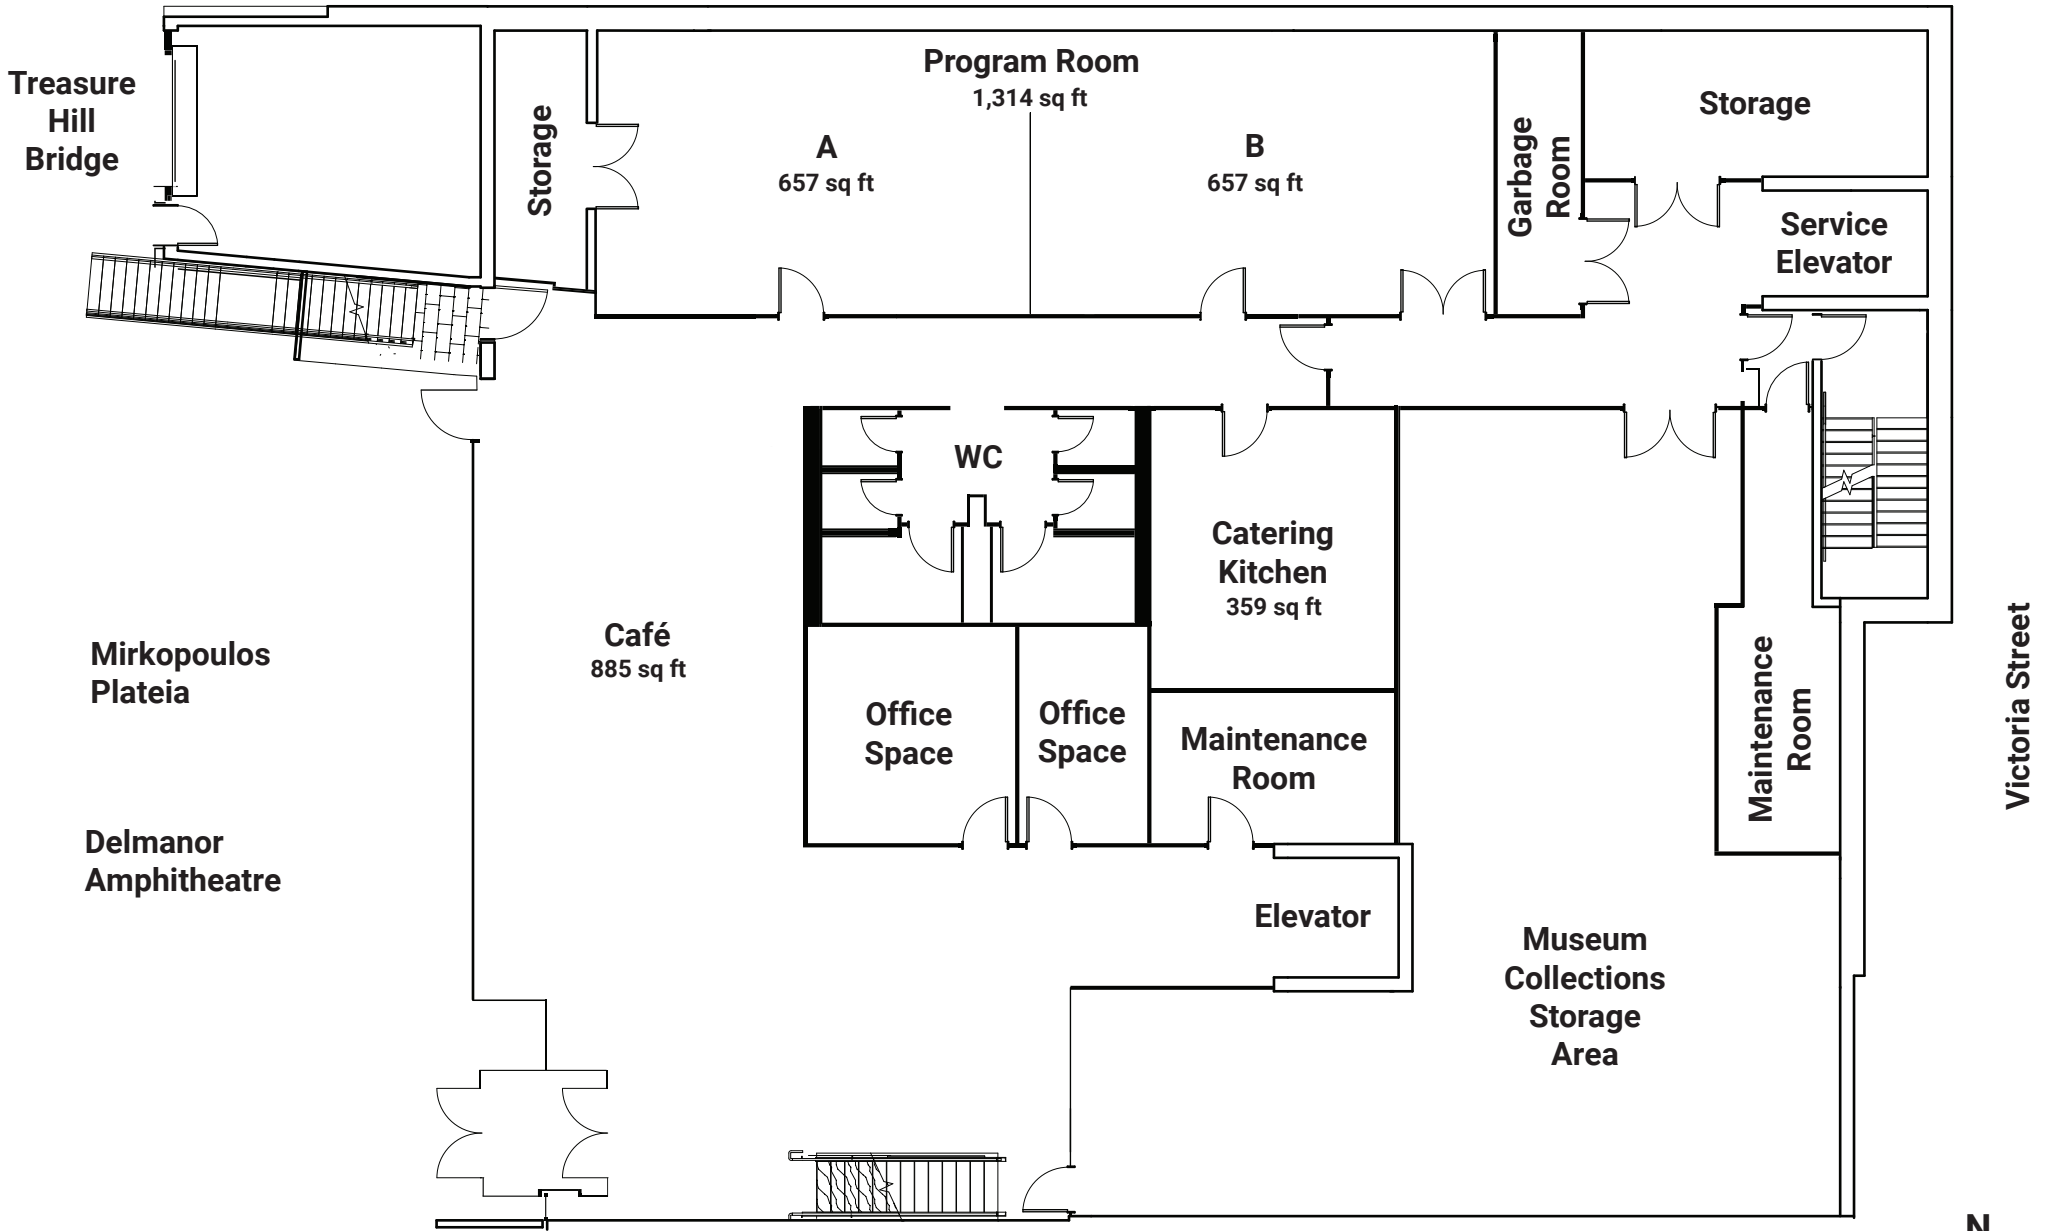 Treasure
Hill
Bridge
Storage
Program Room
1,314 sq ft
A
657 sq ft
B
657 sq ft
Garbage
Room
Storage
Service
Elevator
WC
Catering
Kitchen
359 sq ft
Café
885 sq ft
Mirkopoulos
Plateia
Office
Space
Office
Space
Maintenance
Room
Maintenance
Room
Victoria Street
Delmanor
Amphitheatre
Elevator
Museum
Collections
Storage
Area
N